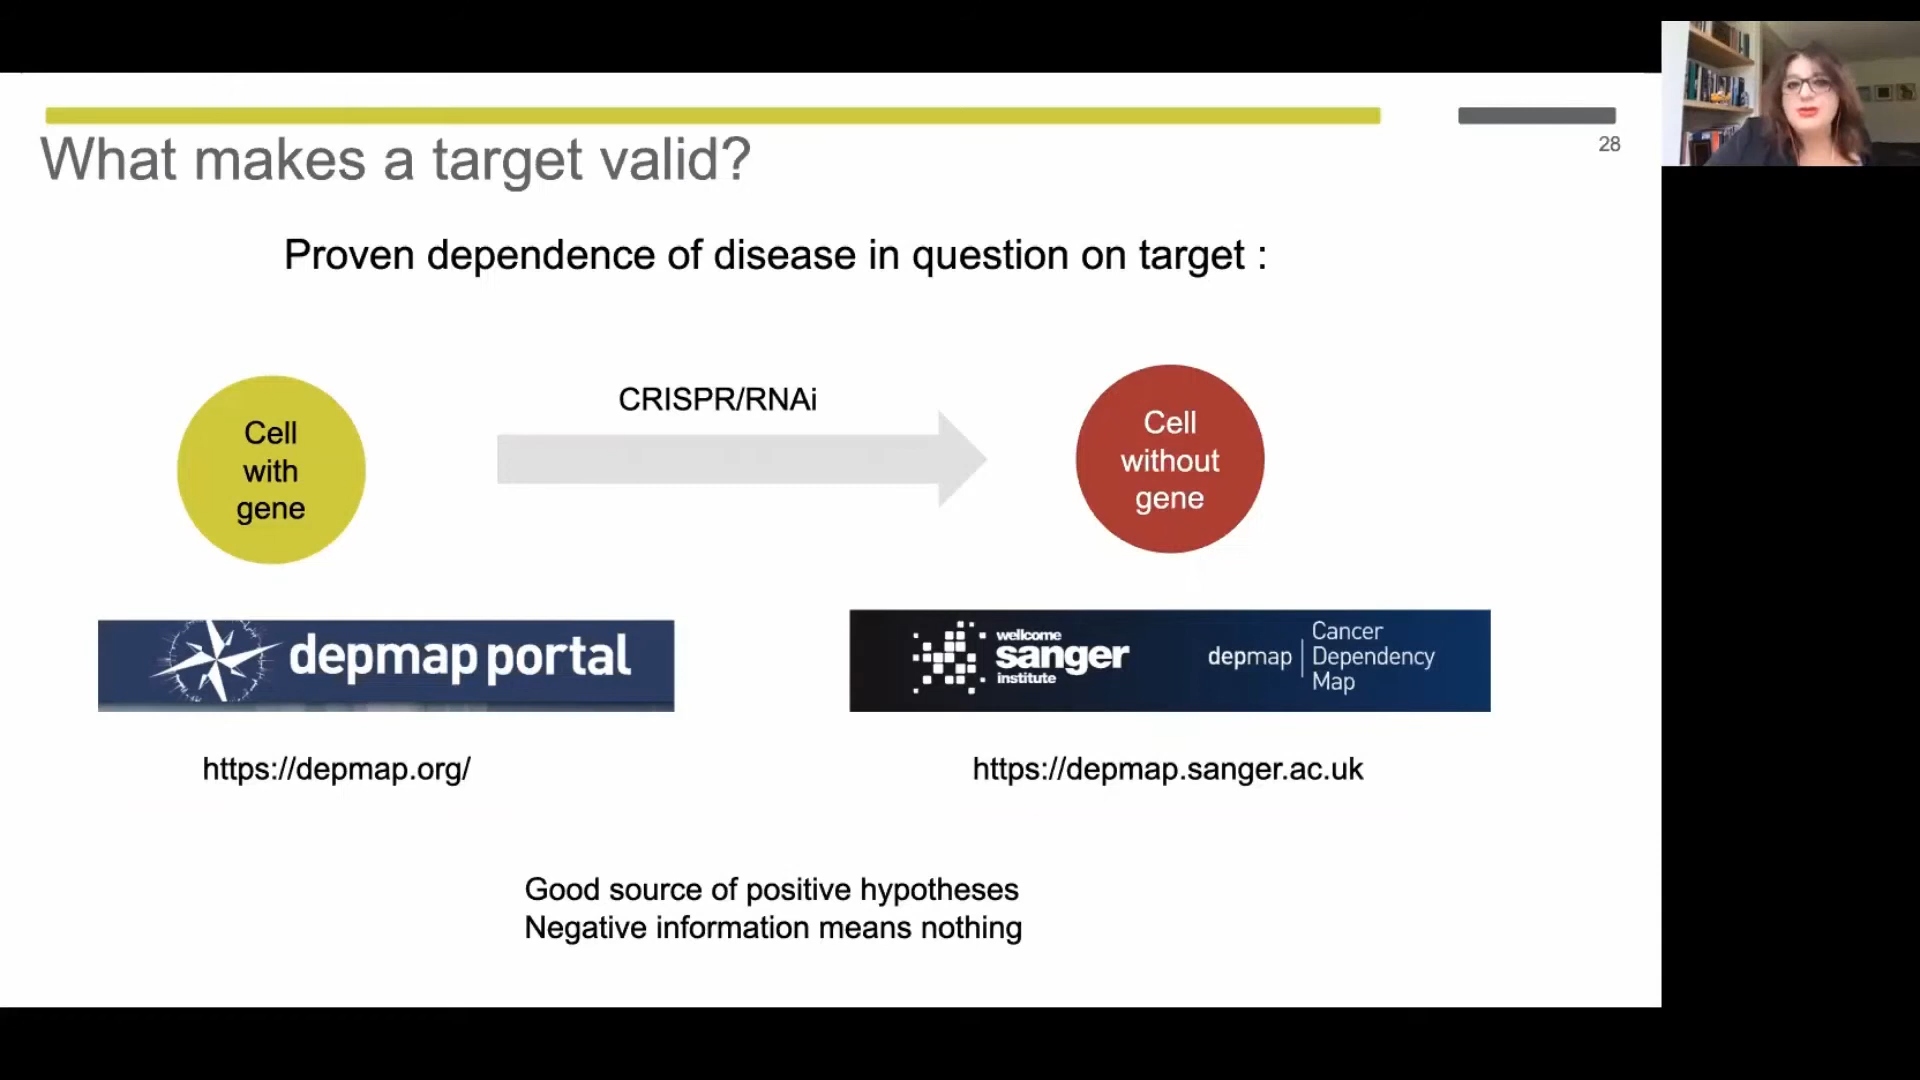 28
What makes a target valid?
Proven dependence of disease in question on target :
Cell
with
gene
CRISPR/RNAi
Cell
without
gene
depmap portal
wellcome
sanger
institute
depmap
Cancer
Dependency
Map
https://depmap.org/
https://depmap.sanger.ac.uk
Good source of positive hypotheses
Negative information means nothing